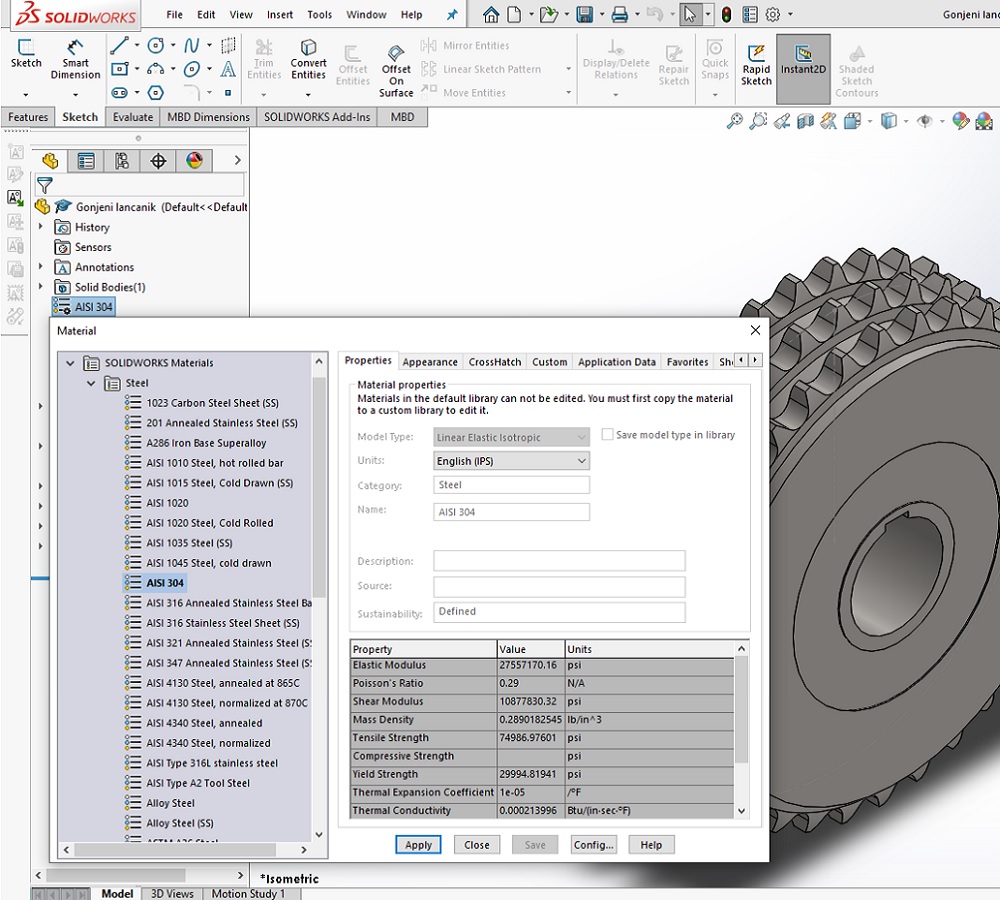 SOLIDWORKS
File Edit View Insert Tools Window Help
Gonjeni lanc
Sketch
Smart Dimension
Trim Entities
Convert Entities
Offset Entities
Offset On Surface
Mirror Entities
Linear Sketch Pattern
Move Entities
Display/Delete Relations
Repair Sketch
Quick Snaps
Rapid Sketch
Instant2D
Shaded Sketch Contours
Features Sketch Evaluate MBD Dimensions SOLIDWORKS Add-Ins MBD
Gonjeni lancanik (Default<<Default
History
Sensors
Annotations
Solid Bodies(1)
AISI 304
Material
SOLIDWORKS Materials
Steel
1023 Carbon Steel Sheet (SS)
201 Annealed Stainless Steel (SS)
A286 Iron Base Superalloy
AISI 1010 Steel, hot rolled bar
AISI 1015 Steel, Cold Drawn (SS)
AISI 1020
AISI 1020 Steel, Cold Rolled
AISI 1035 Steel (SS)
AISI 1045 Steel, cold drawn
AISI 304
AISI 316 Annealed Stainless Steel Ba
AISI 316 Stainless Steel Sheet (SS)
AISI 321 Annealed Stainless Steel (S
AISI 347 Annealed Stainless Steel (S
AISI 4130 Steel, annealed at 865C
AISI 4130 Steel, normalized at 870C
AISI 4340 Steel, annealed
AISI 4340 Steel, normalized
AISI Type 316L stainless steel
AISI Type A2 Tool Steel
Alloy Steel
Alloy Steel (SS)
ASTM A36 Steel
Properties Appearance CrossHatch Custom Application Data Favorites Sh
Material properties
Materials in the default library can not be edited. You must first copy the material
to a custom library to edit it.
Model Type: Linear Elastic Isotropic Save model type in library
Units: English (IPS)
Category: Steel
Name: AISI 304
Description:
Source:
Sustainability: Defined
Property Value Units
Elastic Modulus 27557170.16 psi
Poisson's Ratio 0.29 N/A
Shear Modulus 10877830.32 psi
Mass Density 0.2890182545 lb/in^3
Tensile Strength 74986.97601 psi
Compressive Strength psi
Yield Strength 29994.81941 psi
Thermal Expansion Coefficient 1e-05 /°F
Thermal Conductivity 0.000213996 Btu/(in·sec·°F)
Apply Close Save Config... Help
*Isometric
Model 3D Views Motion Study 1